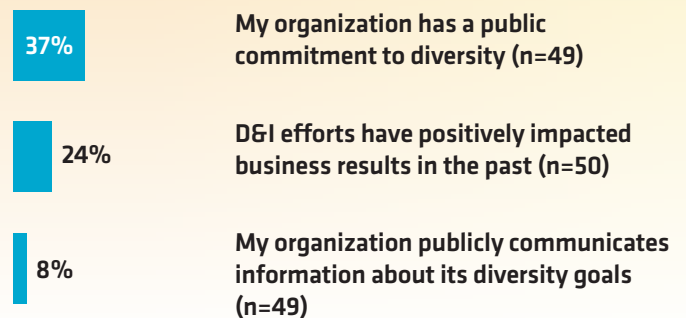 37%
My organization has a public
commitment to diversity (n=49)
24%
D&I efforts have positively impacted
business results in the past (n=50)
8%
My organization publicly communicates
information about its diversity goals
(n=49)